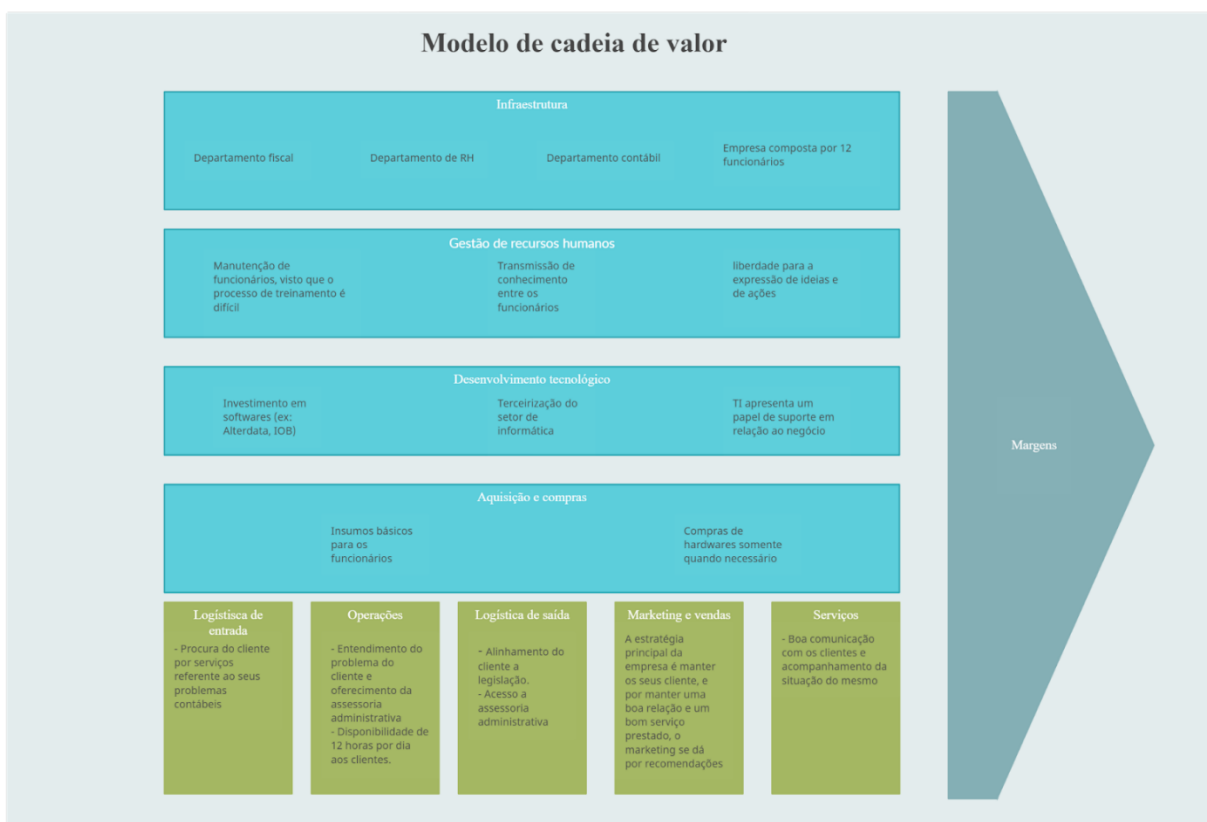 Modelo de cadeia de valor
Infraestrutura
Departamento fiscal
Departamento de RH
Departamento contábil
Empresa composta por 12
funcionários
Gestão de recursos humanos
Manutenção de
funcionários, visto que o
processo de treinamento é
difícil
Transmissão de
conhecimento
entre os
funcionários
liberdade para a
expressão de ideias e
de ações
Desenvolvimento tecnológico
Investimento em
softwares (ex:
Alterdata, IOB)
Terceirização do
setor de
informática
TI apresenta um
papel de suporte em
relação ao negócio
Aquisição e compras
Insumos básicos
para os
funcionários
Compras de
hardwares somente
quando necessário
Logístisca de
entrada
- Procura do cliente
por serviços
referente ao seus
problemas
contábeis
Operações
- Entendimento do
problema do
cliente e
oferecimento da
assessoria
administrativa
- Disponibilidade de
12 horas por dia
aos clientes.
Logística de saída
- Alinhamento do
cliente a
legislação.
- Acesso a
assessoria
administrativa
Marketing e vendas
A estratégia
principal da
empresa é manter
os seus cliente, e
por manter uma
boa relação e um
bom serviço
prestado, o
marketing se dá
por recomendações
Serviços
- Boa comunicação
com os clientes e
acompanhamento da
situação do mesmo
Margens